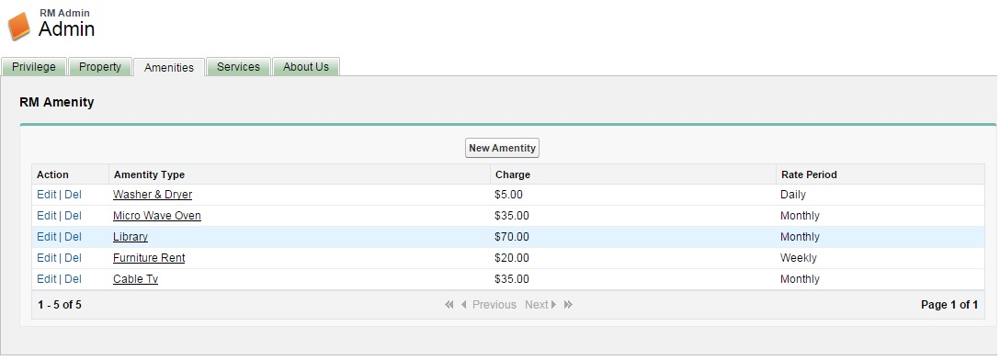 RM Admin
Admin
Privilege Property Amenities Services About Us
RM Amenity
New Amentity
Action Amentity Type Charge Rate Period
Edit | Del Washer & Dryer $5.00 Daily
Edit | Del Micro Wave Oven $35.00 Monthly
Edit | Del Library $70.00 Monthly
Edit | Del Furniture Rent $20.00 Weekly
Edit | Del Cable Tv $35.00 Monthly
1 - 5 of 5 Previous Next Page 1 of 1